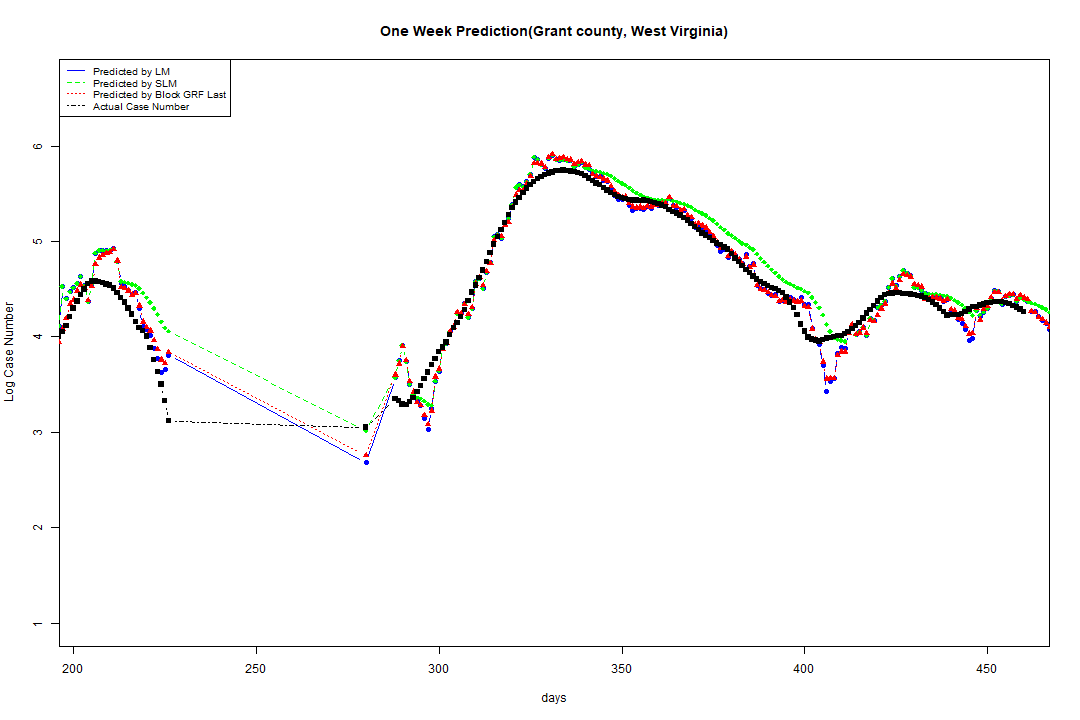 One Week Prediction(Grant county, West Virginia)
Predicted by LM
Predicted by SLM
Predicted by Block GRF Last
Actual Case Number
Log Case Number
6
5
4
3
2
1
200 250 300 350 400 450
days